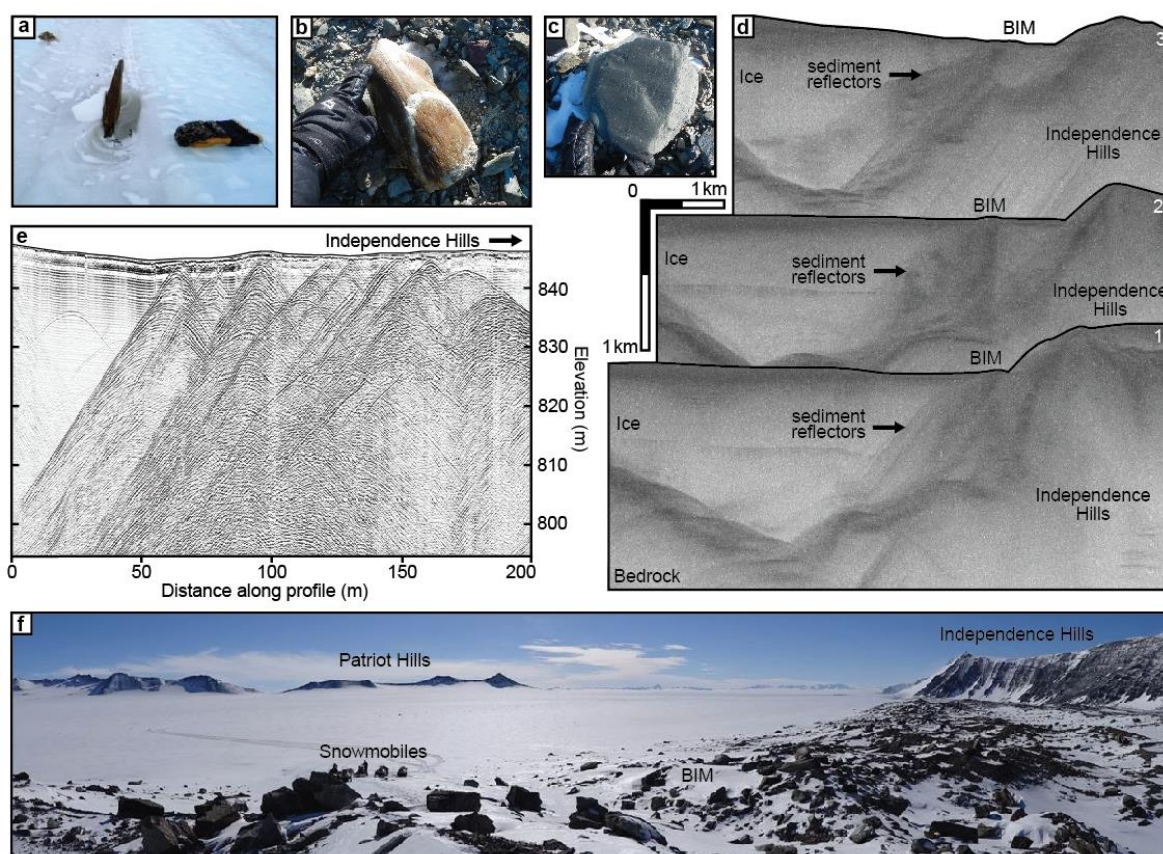 a
b
c
d
BIM
3
Ice
sediment
reflectors
Independence
Hills
0
1 km
1 km
BIM
2
Ice
sediment
reflectors
Independence
Hills
BIM
1
Ice
sediment
reflectors
Independence
Hills
Bedrock
e
Independence Hills
840
830
820
810
800
Elevation (m)
0
50
100
150
200
Distance along profile (m)
f
Independence Hills
Patriot Hills
Snowmobiles
BIM